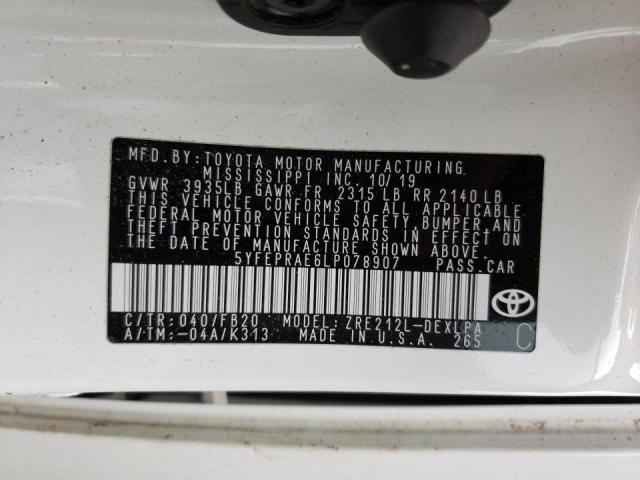 MFD. BY: TOYOTA MOTOR MANUFACTURING,
MISSISSIPPI INC. 10/19
GVWR 3935LB GAWR FR 2315 LB RR 2140 LB
THIS VEHICLE CONFORMS TO ALL APPLICABLE
FEDERAL MOTOR VEHICLE SAFETY, BUMPER, AND
THEFT PREVENTION STANDARDS IN EFFECT ON
THE DATE OF MANUFACTURE SHOWN ABOVE.
5YFEPRAE6LP078907 PASS. CAR
C/TR: 040/FB20 MODEL: ZRE212L-DEXLPA
A/TM: -04A/K313 MADE IN U.S.A. 265 C